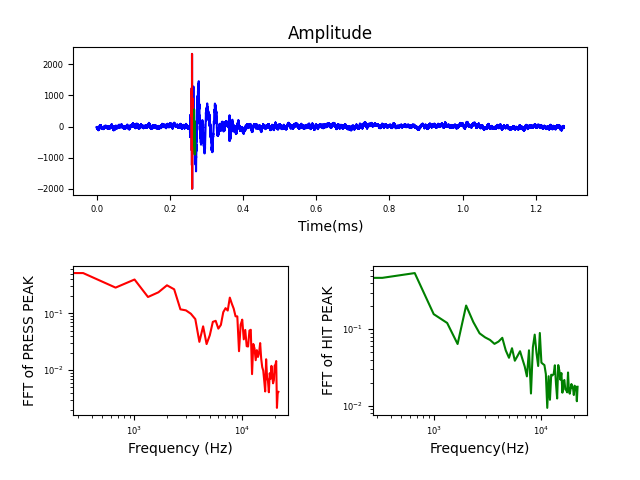 Amplitude
2000
1000
0
−1000
−2000
0.0 0.2 0.4 0.6 0.8 1.0 1.2
Time(ms)
FFT of PRESS PEAK
10⁻¹
10⁻²
10³ 10⁴
Frequency (Hz)
FFT of HIT PEAK
10⁻¹
10⁻²
10³ 10⁴
Frequency(Hz)